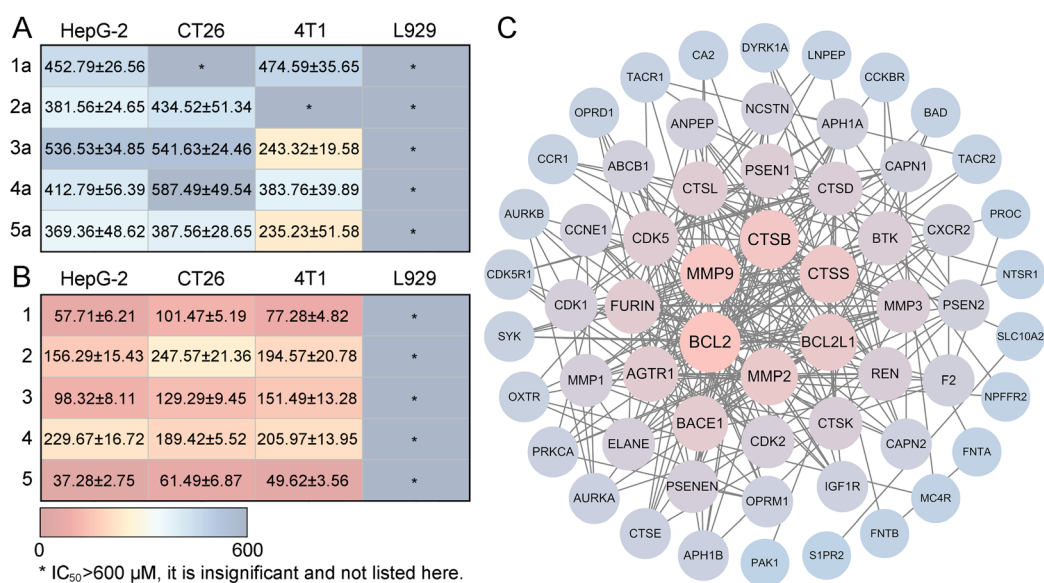 A
HepG-2 CT26 4T1 L929
1a 452.79±26.56 * 474.59±35.65 *
2a 381.56±24.65 434.52±51.34 * *
3a 536.53±34.85 541.63±24.46 243.32±19.58 *
4a 412.79±56.39 587.49±49.54 383.76±39.89 *
5a 369.36±48.62 387.56±28.65 235.23±51.58 *
B
HepG-2 CT26 4T1 L929
1 57.71±6.21 101.47±5.19 77.28±4.82 *
2 156.29±15.43 247.57±21.36 194.57±20.78 *
3 98.32±8.11 129.29±9.45 151.49±13.28 *
4 229.67±16.72 189.42±5.52 205.97±13.95 *
5 37.28±2.75 61.49±6.87 49.62±3.56 *
0 600
* IC₅₀>600 μM, it is insignificant and not listed here.
C
DYRK1A
CA2 LNPEP
TACR1 CCKBR
NCSTN
OPRD1 ANPEP APH1A BAD
CCR1 ABCB1 PSEN1 CAPN1 TACR2
CTSL CTSD
AURKB CCNE1 CDK5 CTSB BTK CXCR2 PROC
CDK5R1 MMP9 CTSS NTSR1
CDK1 FURIN MMP3 PSEN2
SYK BCL2 BCL2L1 SLC10A2
OXTR MMP1 AGTR1 MMP2 REN F2 NPFFR2
PRKCA ELANE BACE1 CDK2 CTSK CAPN2 FNTA
AURKA PSENEN OPRM1 IGF1R MC4R
CTSE APH1B PAK1 S1PR2 FNTB